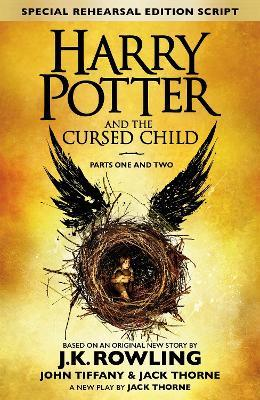 SPECIAL REHEARSAL EDITION SCRIPT
HARRY
POTTER
AND THE
CURSED CHILD
PARTS ONE AND TWO
BASED ON AN ORIGINAL NEW STORY BY
J.K. ROWLING
JOHN TIFFANY & JACK THORNE
A NEW PLAY BY JACK THORNE